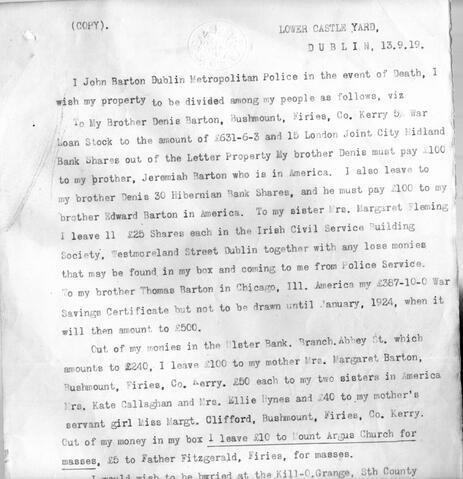 (COPY).
LOWER CASTLE YARD,
DUBLIN, 13.9.19.
I John Barton Dublin Metropolitan Police in the event of Death, I
wish my property to be divided among my people as follows, viz
To My Brother Denis Barton, Bushmount, Firies, Co. Kerry 5% War
Loan Stock to the amount of £631-6-3 and 15 London Joint City Midland
Bank Shares out of the Letter Property My brother Denis must pay £100
to my brother, Jeremiah Barton who is in America. I also leave to
my brother Denis 30 Hibernian Bank Shares, and he must pay £100 to my
brother Edward Barton in America. To my sister Mrs. Margaret Fleming
I leave 11 £25 Shares each in the Irish Civil Service Building
Society, Westmoreland Street Dublin together with any lose monies
that may be found in my box and coming to me from Police Service.
To my brother Thomas Barton in Chicago, Ill. America my £387-10-0 War
Savings Certificate but not to be drawn until January, 1924, when it
will then amount to £500.
Out of my monies in the Ulster Bank. Branch. Abbey St. which
amounts to £240, I leave £100 to my mother Mrs. Margaret Barton,
Bushmount, Firies, Co. Kerry. £50 each to my two sisters in America
Mrs. Kate Callaghan and Mrs. Ellie Hynes and £40 to my mother's
servant girl Miss Margt. Clifford, Bushmount, Firies, Co. Kerry.
Out of my money in my box I leave £10 to Mount Argus Church for
masses, £5 to Father Fitzgerald, Firies, for masses.
I would wish to be buried at the Kill-O.Grange, Sth County